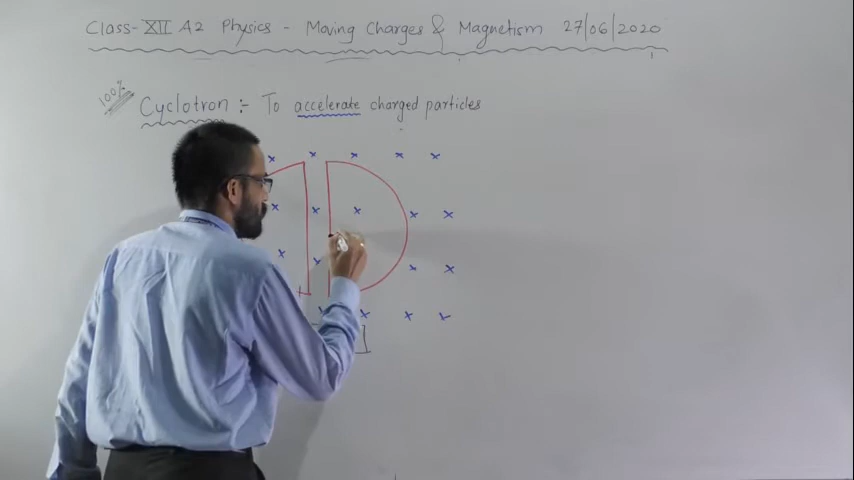 Class-XII A2 Physics - Moving Charges & Magnetism 27/06/2020
100%
Cyclotron :- To accelerate charged particles